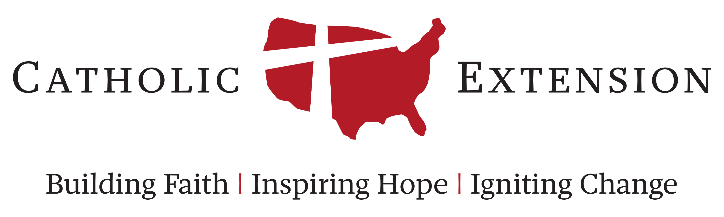 CATHOLIC EXTENSION
Building Faith | Inspiring Hope | Igniting Change